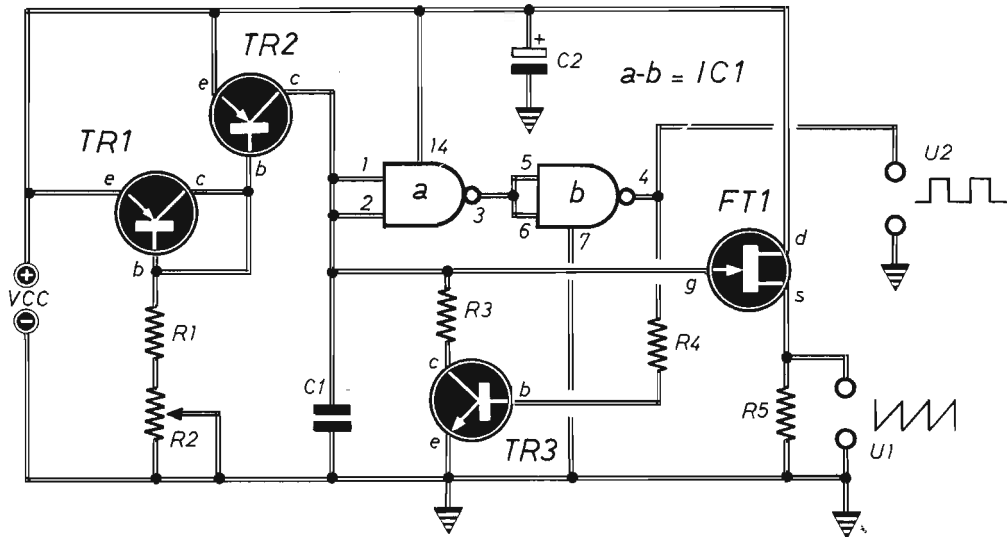 TR2
+
C2
a-b = IC1
e
c
14
TR1
b
1
a
5
b
4
U2
e
c
2
3
6
7
FT1
d
b
g
s
+
VCC
−
R1
R3
R4
C1
c
b
R2
e
TR3
R5
U1